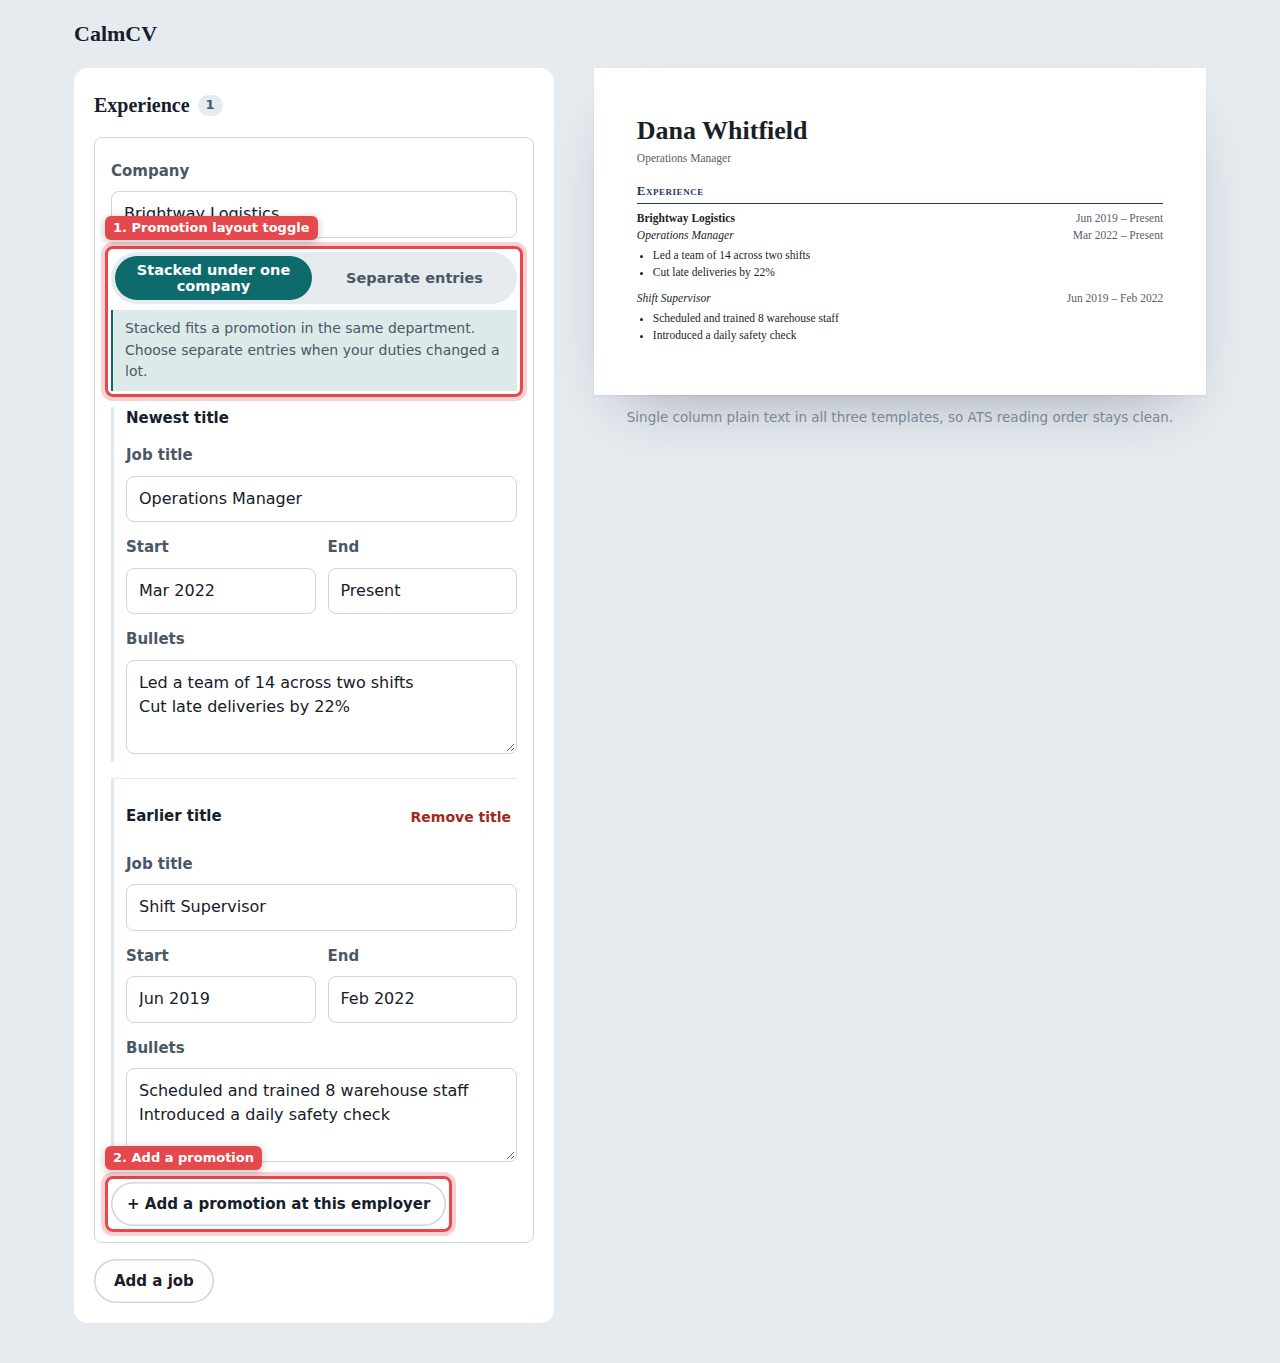 CalmCV
Experience 1
Company
Brightway Logistics
1. Promotion layout toggle
Stacked under one
company
Separate entries
Stacked fits a promotion in the same department.
Choose separate entries when your duties changed a
lot.
Newest title
Job title
Operations Manager
Start End
Mar 2022 Present
Bullets
Led a team of 14 across two shifts
Cut late deliveries by 22%
Earlier title Remove title
Job title
Shift Supervisor
Start End
Jun 2019 Feb 2022
Bullets
Scheduled and trained 8 warehouse staff
Introduced a daily safety check
2. Add a promotion
+ Add a promotion at this employer
Add a job
Dana Whitfield
Operations Manager
Experience
Brightway Logistics Jun 2019 – Present
Operations Manager Mar 2022 – Present
• Led a team of 14 across two shifts
• Cut late deliveries by 22%
Shift Supervisor Jun 2019 – Feb 2022
• Scheduled and trained 8 warehouse staff
• Introduced a daily safety check
Single column plain text in all three templates, so ATS reading order stays clean.